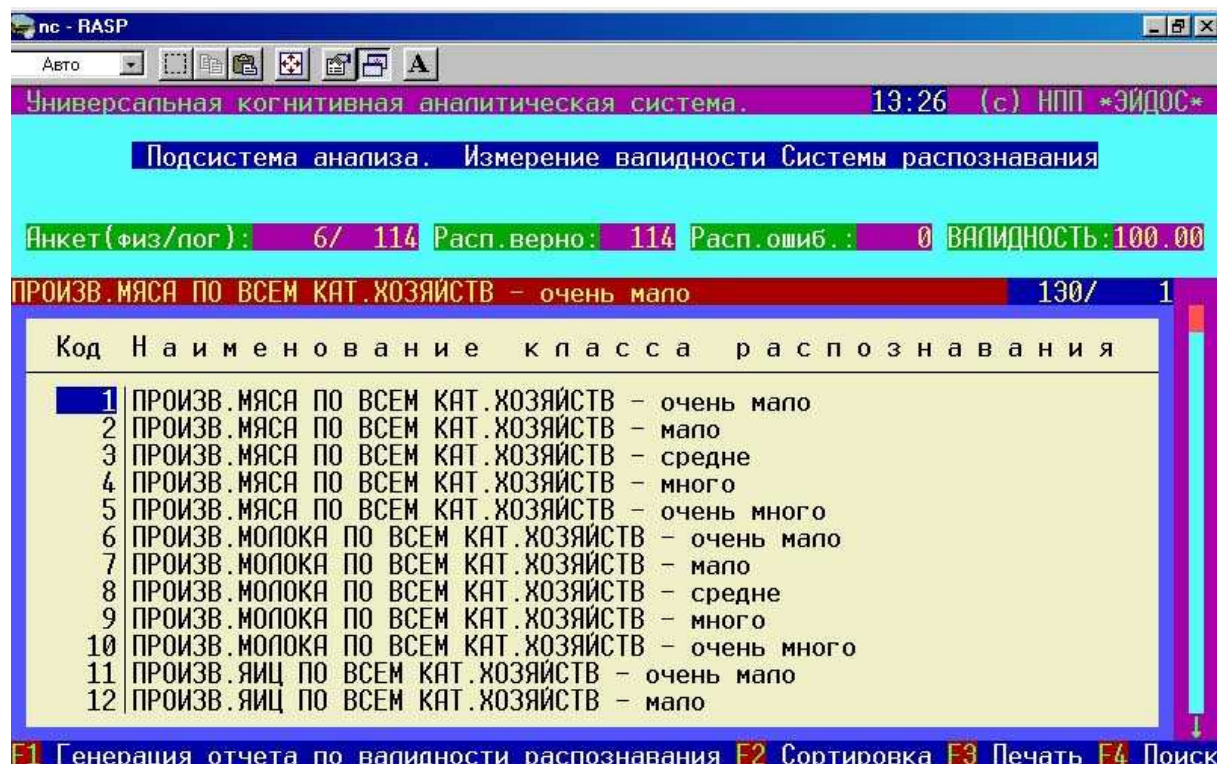 nc - RASP
Авто
A
Универсальная когнитивная аналитическая система. 13:26 (c) НПП *ЭЙДОС*
Подсистема анализа. Измерение валидности Системы распознавания
Анкет(физ/лог): 6/ 114 Расп.верно: 114 Расп.ошиб.: 0 ВАЛИДНОСТЬ:100.00
ПРОИЗВ.МЯСА ПО ВСЕМ КАТ.ХОЗЯЙСТВ - очень мало 130/ 1
Код Н а и м е н о в а н и е к л а с с а р а с п о з н а в а н и я
1 ПРОИЗВ.МЯСА ПО ВСЕМ КАТ.ХОЗЯЙСТВ - очень мало
2 ПРОИЗВ.МЯСА ПО ВСЕМ КАТ.ХОЗЯЙСТВ - мало
3 ПРОИЗВ.МЯСА ПО ВСЕМ КАТ.ХОЗЯЙСТВ - средне
4 ПРОИЗВ.МЯСА ПО ВСЕМ КАТ.ХОЗЯЙСТВ - много
5 ПРОИЗВ.МЯСА ПО ВСЕМ КАТ.ХОЗЯЙСТВ - очень много
6 ПРОИЗВ.МОЛОКА ПО ВСЕМ КАТ.ХОЗЯЙСТВ - очень мало
7 ПРОИЗВ.МОЛОКА ПО ВСЕМ КАТ.ХОЗЯЙСТВ - мало
8 ПРОИЗВ.МОЛОКА ПО ВСЕМ КАТ.ХОЗЯЙСТВ - средне
9 ПРОИЗВ.МОЛОКА ПО ВСЕМ КАТ.ХОЗЯЙСТВ - много
10 ПРОИЗВ.МОЛОКА ПО ВСЕМ КАТ.ХОЗЯЙСТВ - очень много
11 ПРОИЗВ.ЯИЦ ПО ВСЕМ КАТ.ХОЗЯЙСТВ - очень мало
12 ПРОИЗВ.ЯИЦ ПО ВСЕМ КАТ.ХОЗЯЙСТВ - мало
F1 Генерация отчета по валидности распознавания F2 Сортировка F3 Печать F4 Поиск